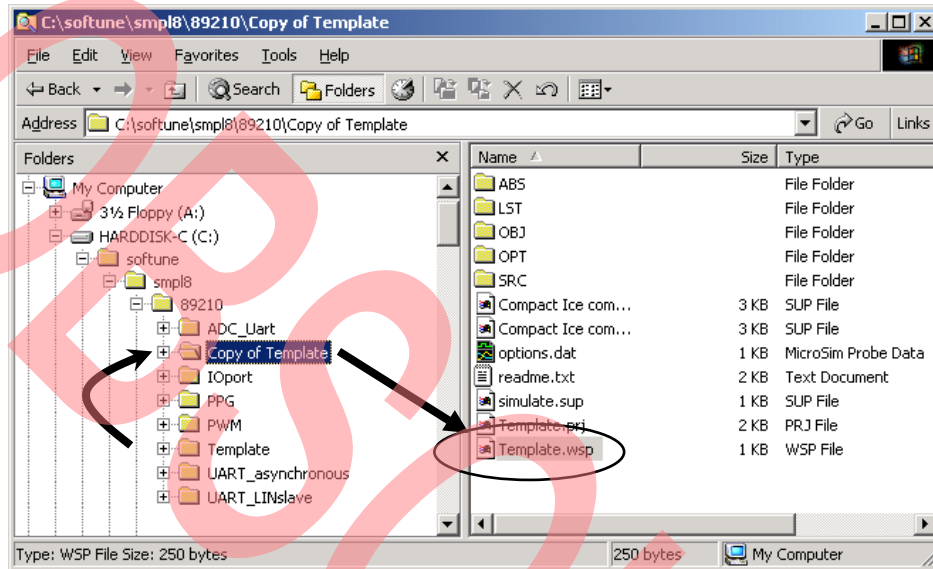 C:\softune\smpl8\89210\Copy of Template
File Edit View Favorites Tools Help
Back Search Folders
Address C:\softune\smpl8\89210\Copy of Template Go Links
Folders
My Computer
3½ Floppy (A:)
HARDDISK-C (C:)
softune
smpl8
89210
ADC_Uart
Copy of Template
IOport
PPG
PWM
Template
UART_asynchronous
UART_LINslave
Name Size Type
ABS File Folder
LST File Folder
OBJ File Folder
OPT File Folder
SRC File Folder
Compact Ice com... 3 KB SUP File
Compact Ice com... 3 KB SUP File
options.dat 1 KB MicroSim Probe Data
readme.txt 2 KB Text Document
simulate.sup 1 KB SUP File
Template.prj 2 KB PRJ File
Template.wsp 1 KB WSP File
Type: WSP File Size: 250 bytes 250 bytes My Computer